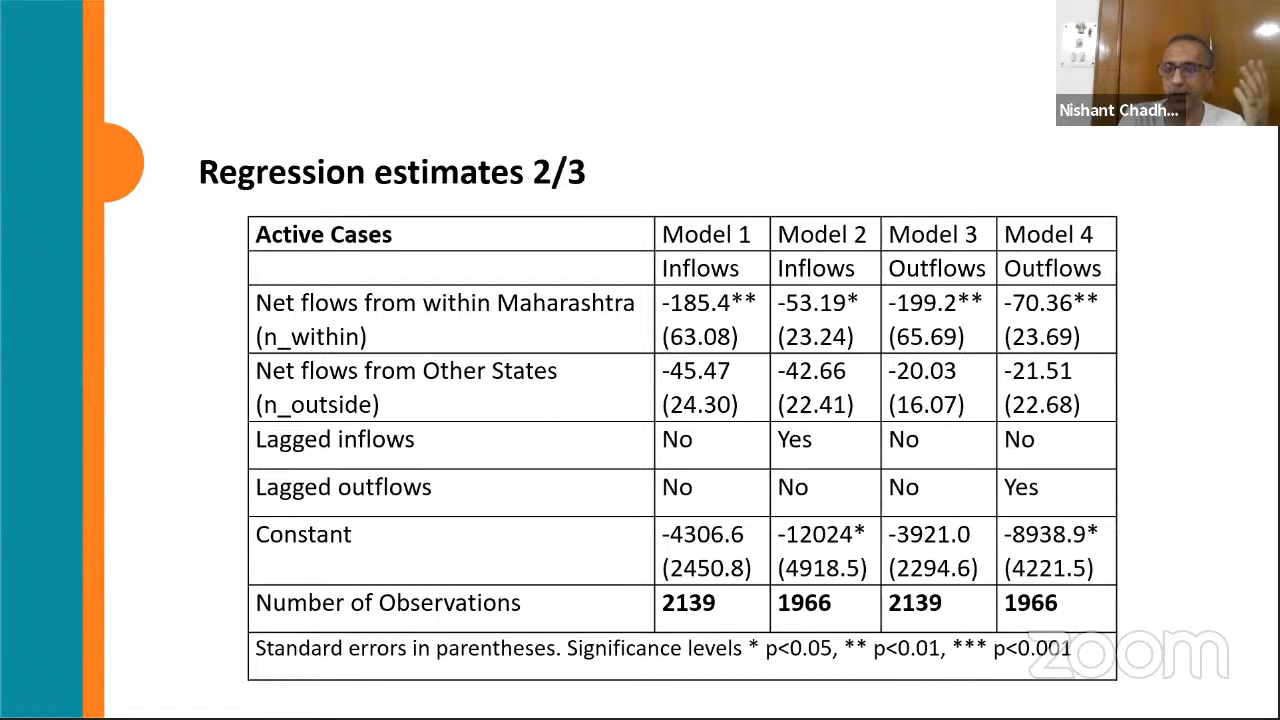 Nishant Chadh...
Regression estimates 2/3
Active Cases Model 1 Model 2 Model 3 Model 4
Inflows Inflows Outflows Outflows
Net flows from within Maharashtra -185.4** -53.19* -199.2** -70.36**
(n_within) (63.08) (23.24) (65.69) (23.69)
Net flows from Other States -45.47 -42.66 -20.03 -21.51
(n_outside) (24.30) (22.41) (16.07) (22.68)
Lagged inflows No Yes No No
Lagged outflows No No No Yes
Constant -4306.6 -12024* -3921.0 -8938.9*
(2450.8) (4918.5) (2294.6) (4221.5)
Number of Observations 2139 1966 2139 1966
Standard errors in parentheses. Significance levels * p<0.05, ** p<0.01, *** p<0.001
zoom